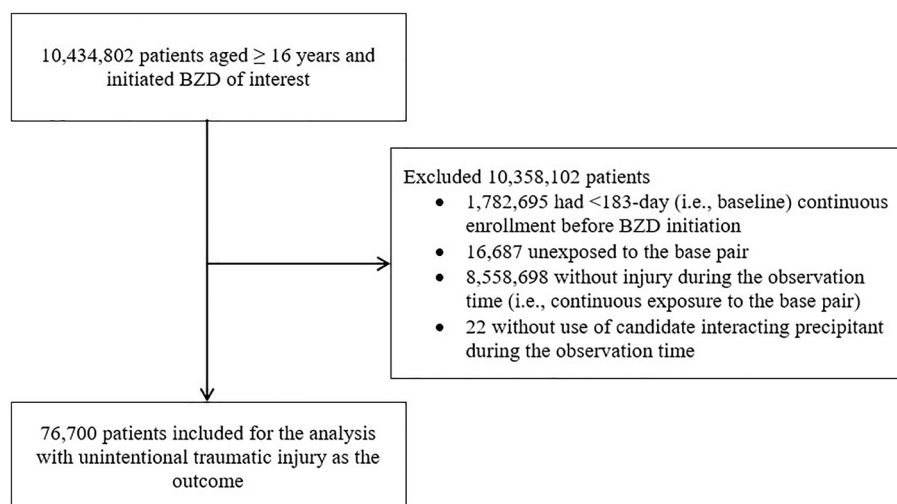 10,434,802 patients aged ≥ 16 years and
initiated BZD of interest
Excluded 10,358,102 patients
• 1,782,695 had <183-day (i.e., baseline) continuous
enrollment before BZD initiation
• 16,687 unexposed to the base pair
• 8,558,698 without injury during the observation
time (i.e., continuous exposure to the base pair)
• 22 without use of candidate interacting precipitant
during the observation time
76,700 patients included for the analysis
with unintentional traumatic injury as the
outcome